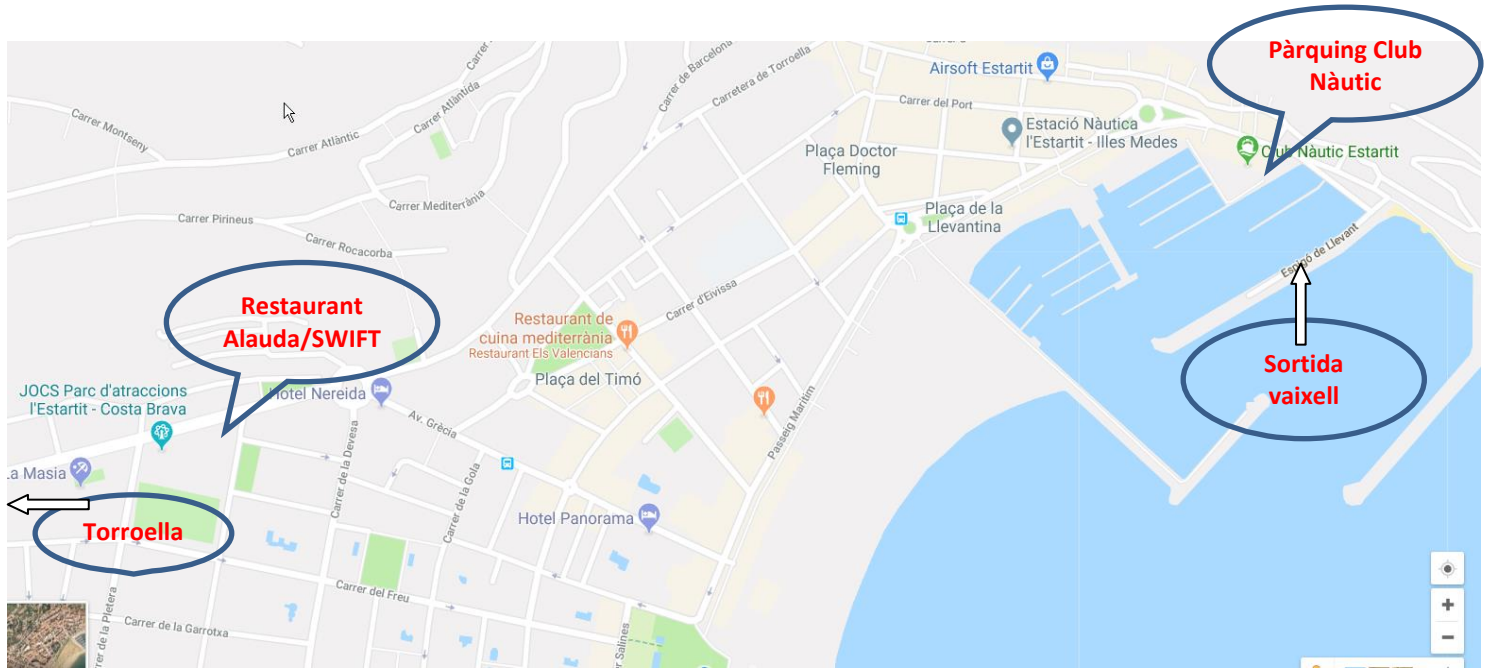 Pàrquing Club
Nàutic
Airsoft Estartit
Carrer de Barcelona
Carretera de Torroella
Carrer del Port
Carrer Atlàntida
Carrer Montseny
Carrer Atlàntic
Estació Nàutica
l'Estartit - Illes Medes
Plaça Doctor
Fleming
Club Nàutic Estartit
Carrer Mediterrània
Carrer Pirineus
Carrer Rocacorba
Plaça de la
Llevantina
Espigó de Llevant
Restaurant
Alauda/SWIFT
Carrer d'Eivissa
Restaurant de
cuina mediterrània
Restaurant Els Valencians
Plaça del Timó
Sortida
vaixell
JOCS Parc d'atraccions
l'Estartit - Costa Brava
Hotel Nereida
Av. Grècia
Passeig Marítim
a Masia
Carrer de la Devesa
Carrer de la Gola
Torroella
Hotel Panorama
Carrer del Freu
Carrer de la Garrotxa
rer de la Pletera
r Salines